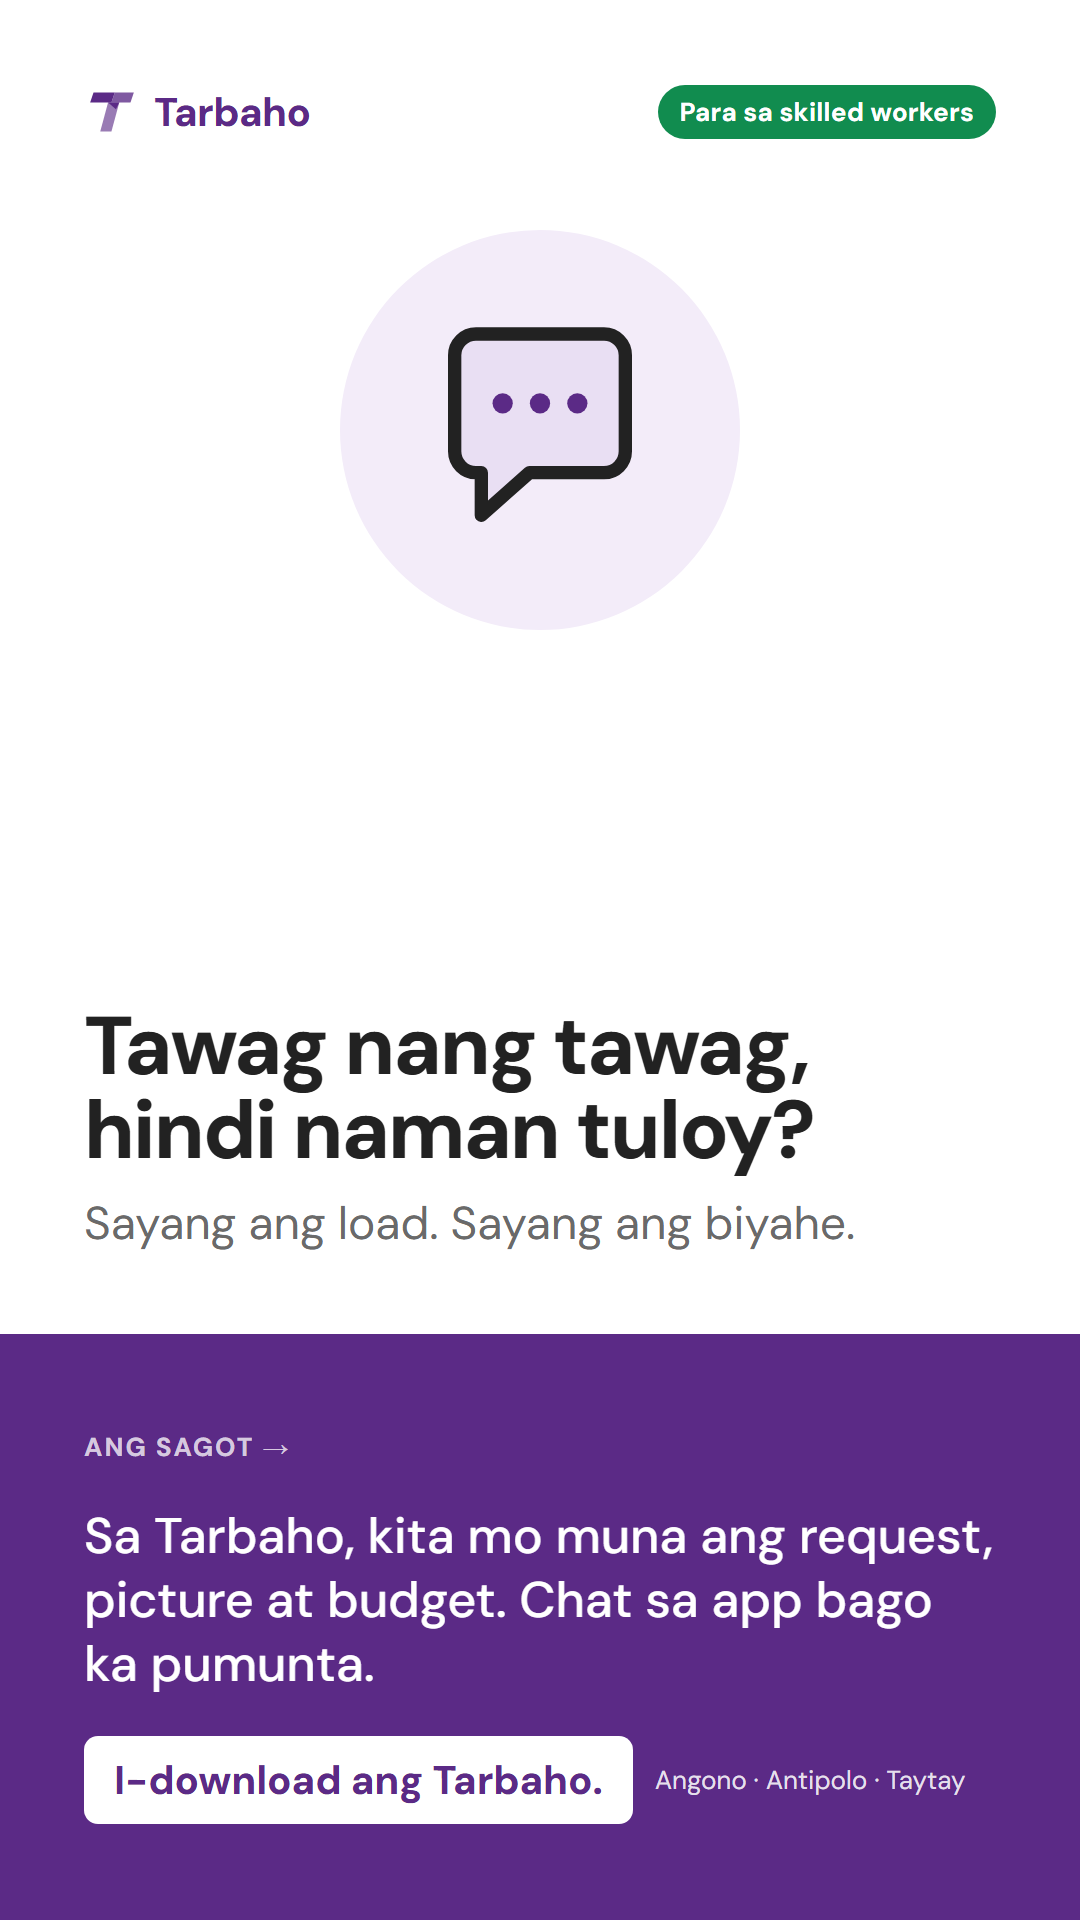 Tarbaho
Para sa skilled workers
Tawag nang tawag,
hindi naman tuloy?
Sayang ang load. Sayang ang biyahe.
ANG SAGOT →
Sa Tarbaho, kita mo muna ang request,
picture at budget. Chat sa app bago
ka pumunta.
I-download ang Tarbaho.
Angono · Antipolo · Taytay